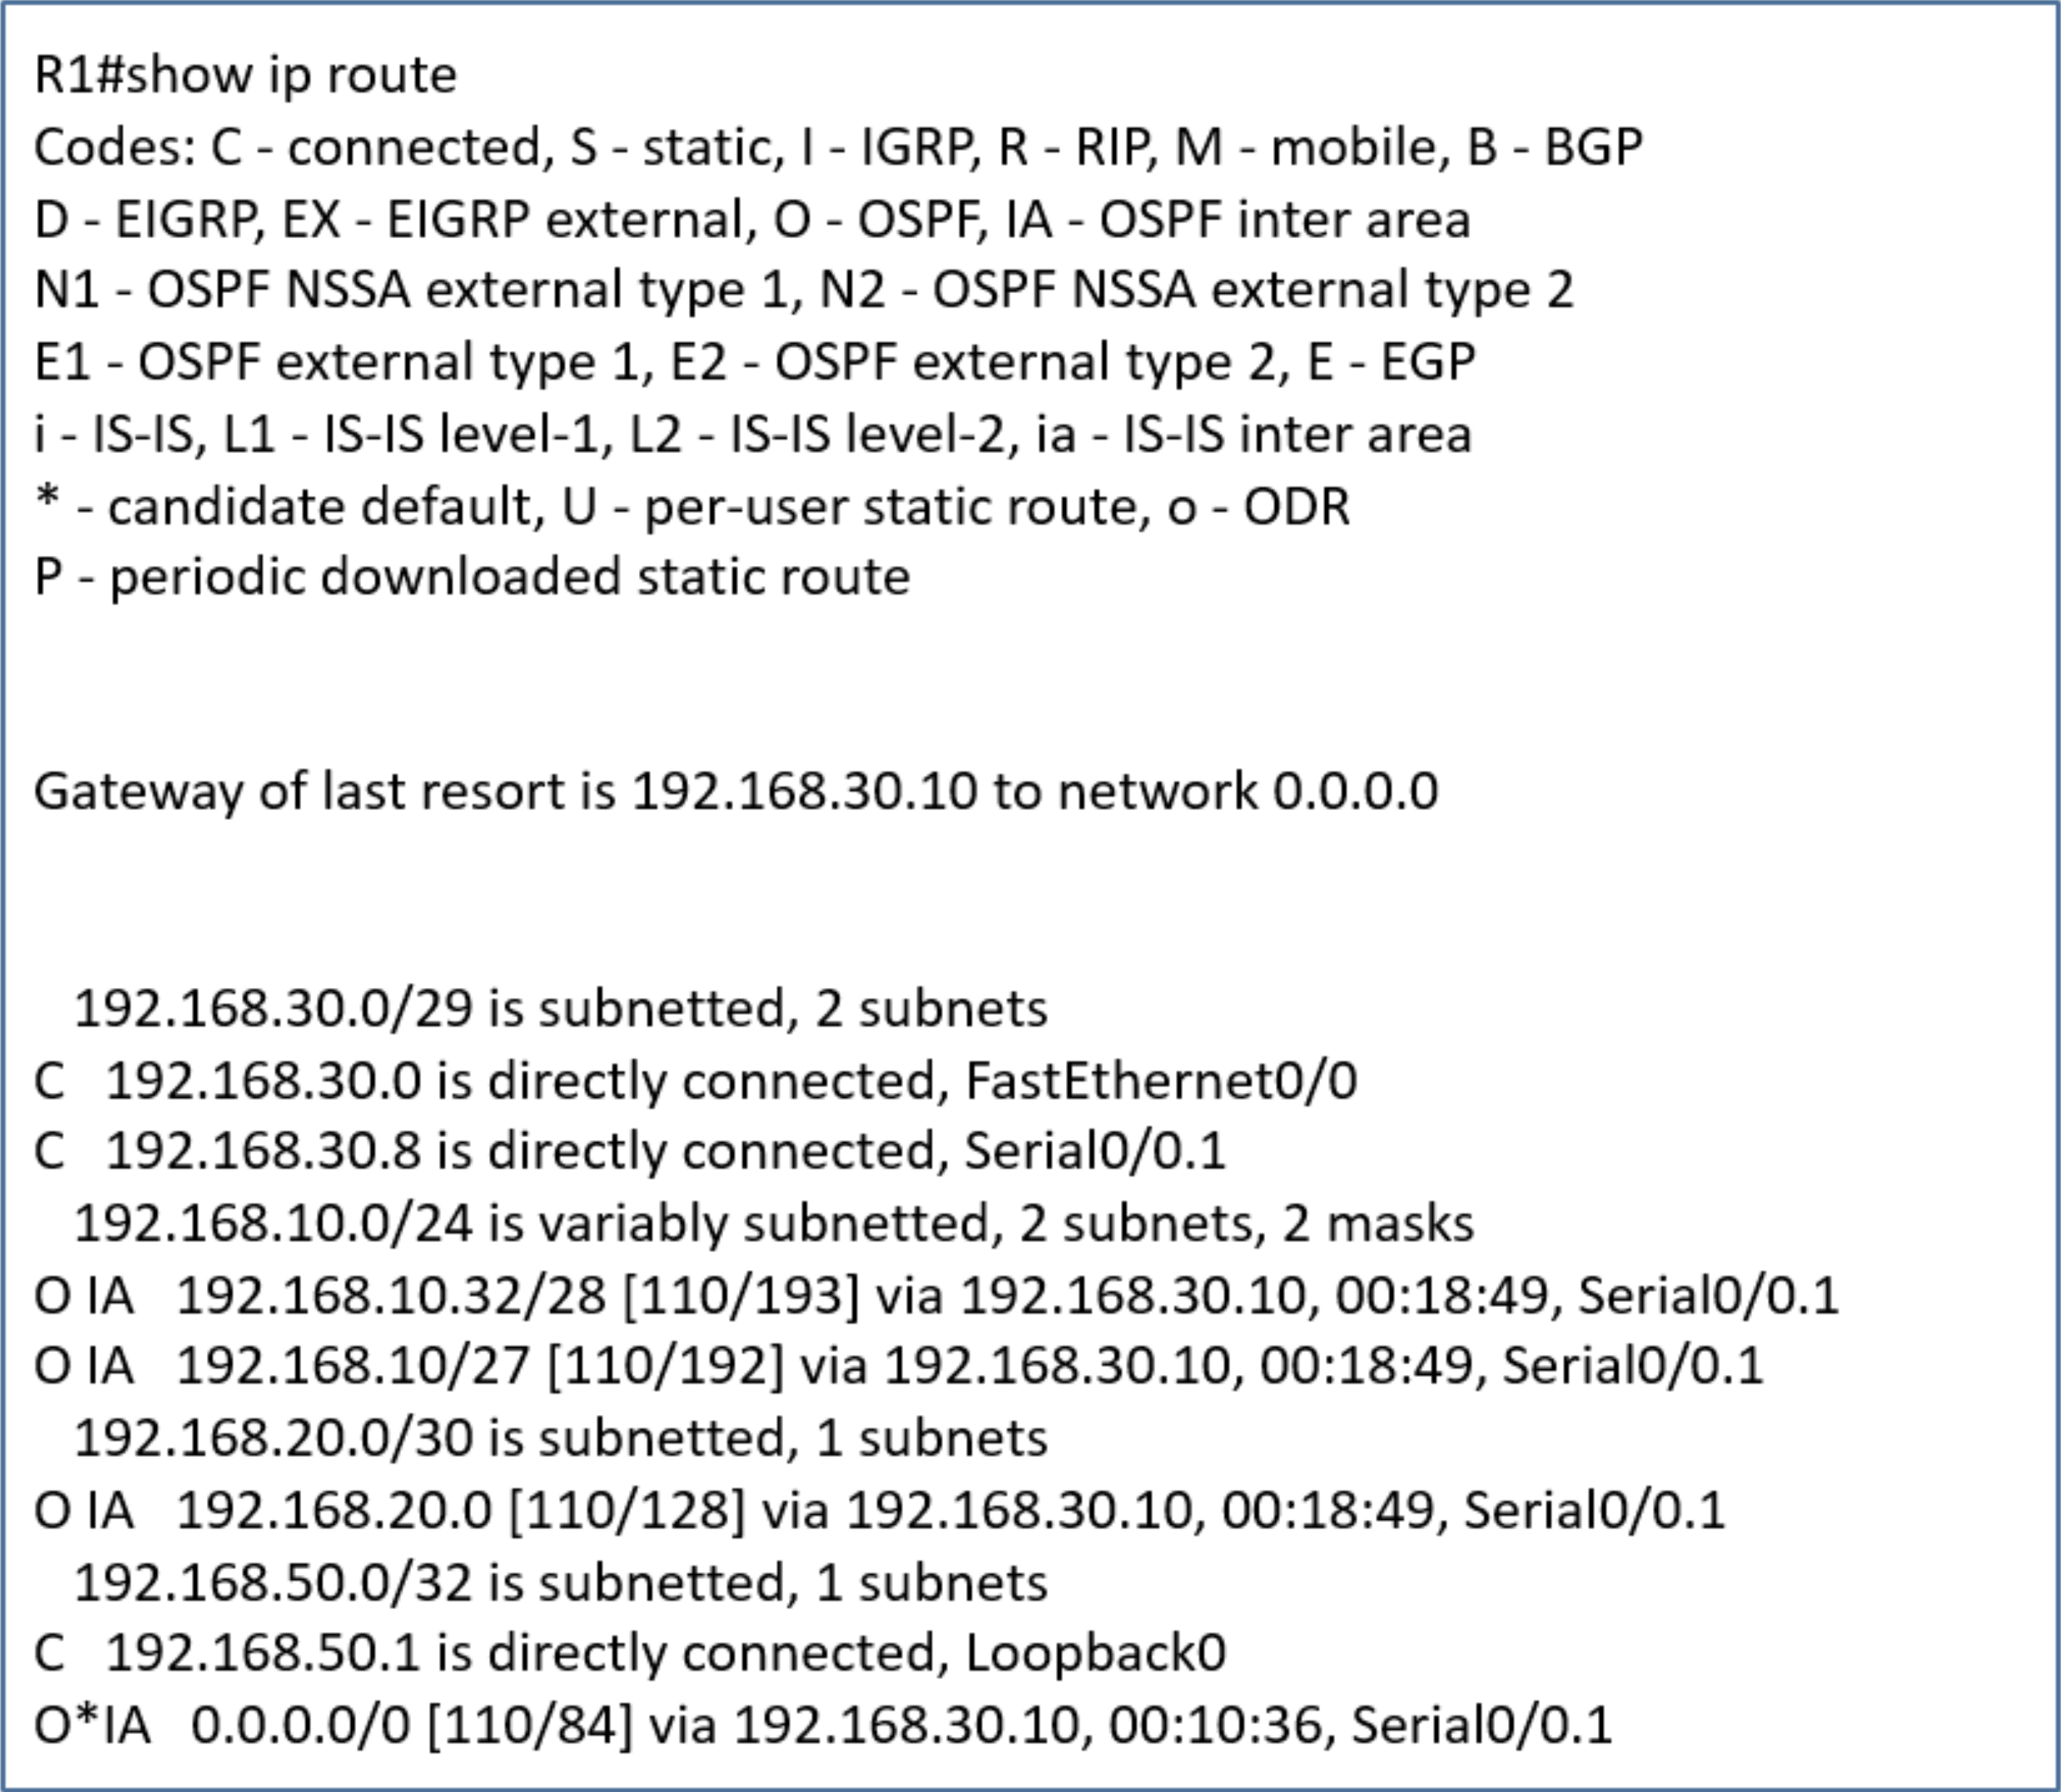 R1#show ip route
Codes: C - connected, S - static, I - IGRP, R - RIP, M - mobile, B - BGP
D - EIGRP, EX - EIGRP external, O - OSPF, IA - OSPF inter area
N1 - OSPF NSSA external type 1, N2 - OSPF NSSA external type 2
E1 - OSPF external type 1, E2 - OSPF external type 2, E - EGP
i - IS-IS, L1 - IS-IS level-1, L2 - IS-IS level-2, ia - IS-IS inter area
* - candidate default, U - per-user static route, o - ODR
P - periodic downloaded static route
Gateway of last resort is 192.168.30.10 to network 0.0.0.0
192.168.30.0/29 is subnetted, 2 subnets
C 192.168.30.0 is directly connected, FastEthernet0/0
C 192.168.30.8 is directly connected, Serial0/0.1
192.168.10.0/24 is variably subnetted, 2 subnets, 2 masks
O IA 192.168.10.32/28 [110/193] via 192.168.30.10, 00:18:49, Serial0/0.1
O IA 192.168.10/27 [110/192] via 192.168.30.10, 00:18:49, Serial0/0.1
192.168.20.0/30 is subnetted, 1 subnets
O IA 192.168.20.0 [110/128] via 192.168.30.10, 00:18:49, Serial0/0.1
192.168.50.0/32 is subnetted, 1 subnets
C 192.168.50.1 is directly connected, Loopback0
O*IA 0.0.0.0/0 [110/84] via 192.168.30.10, 00:10:36, Serial0/0.1